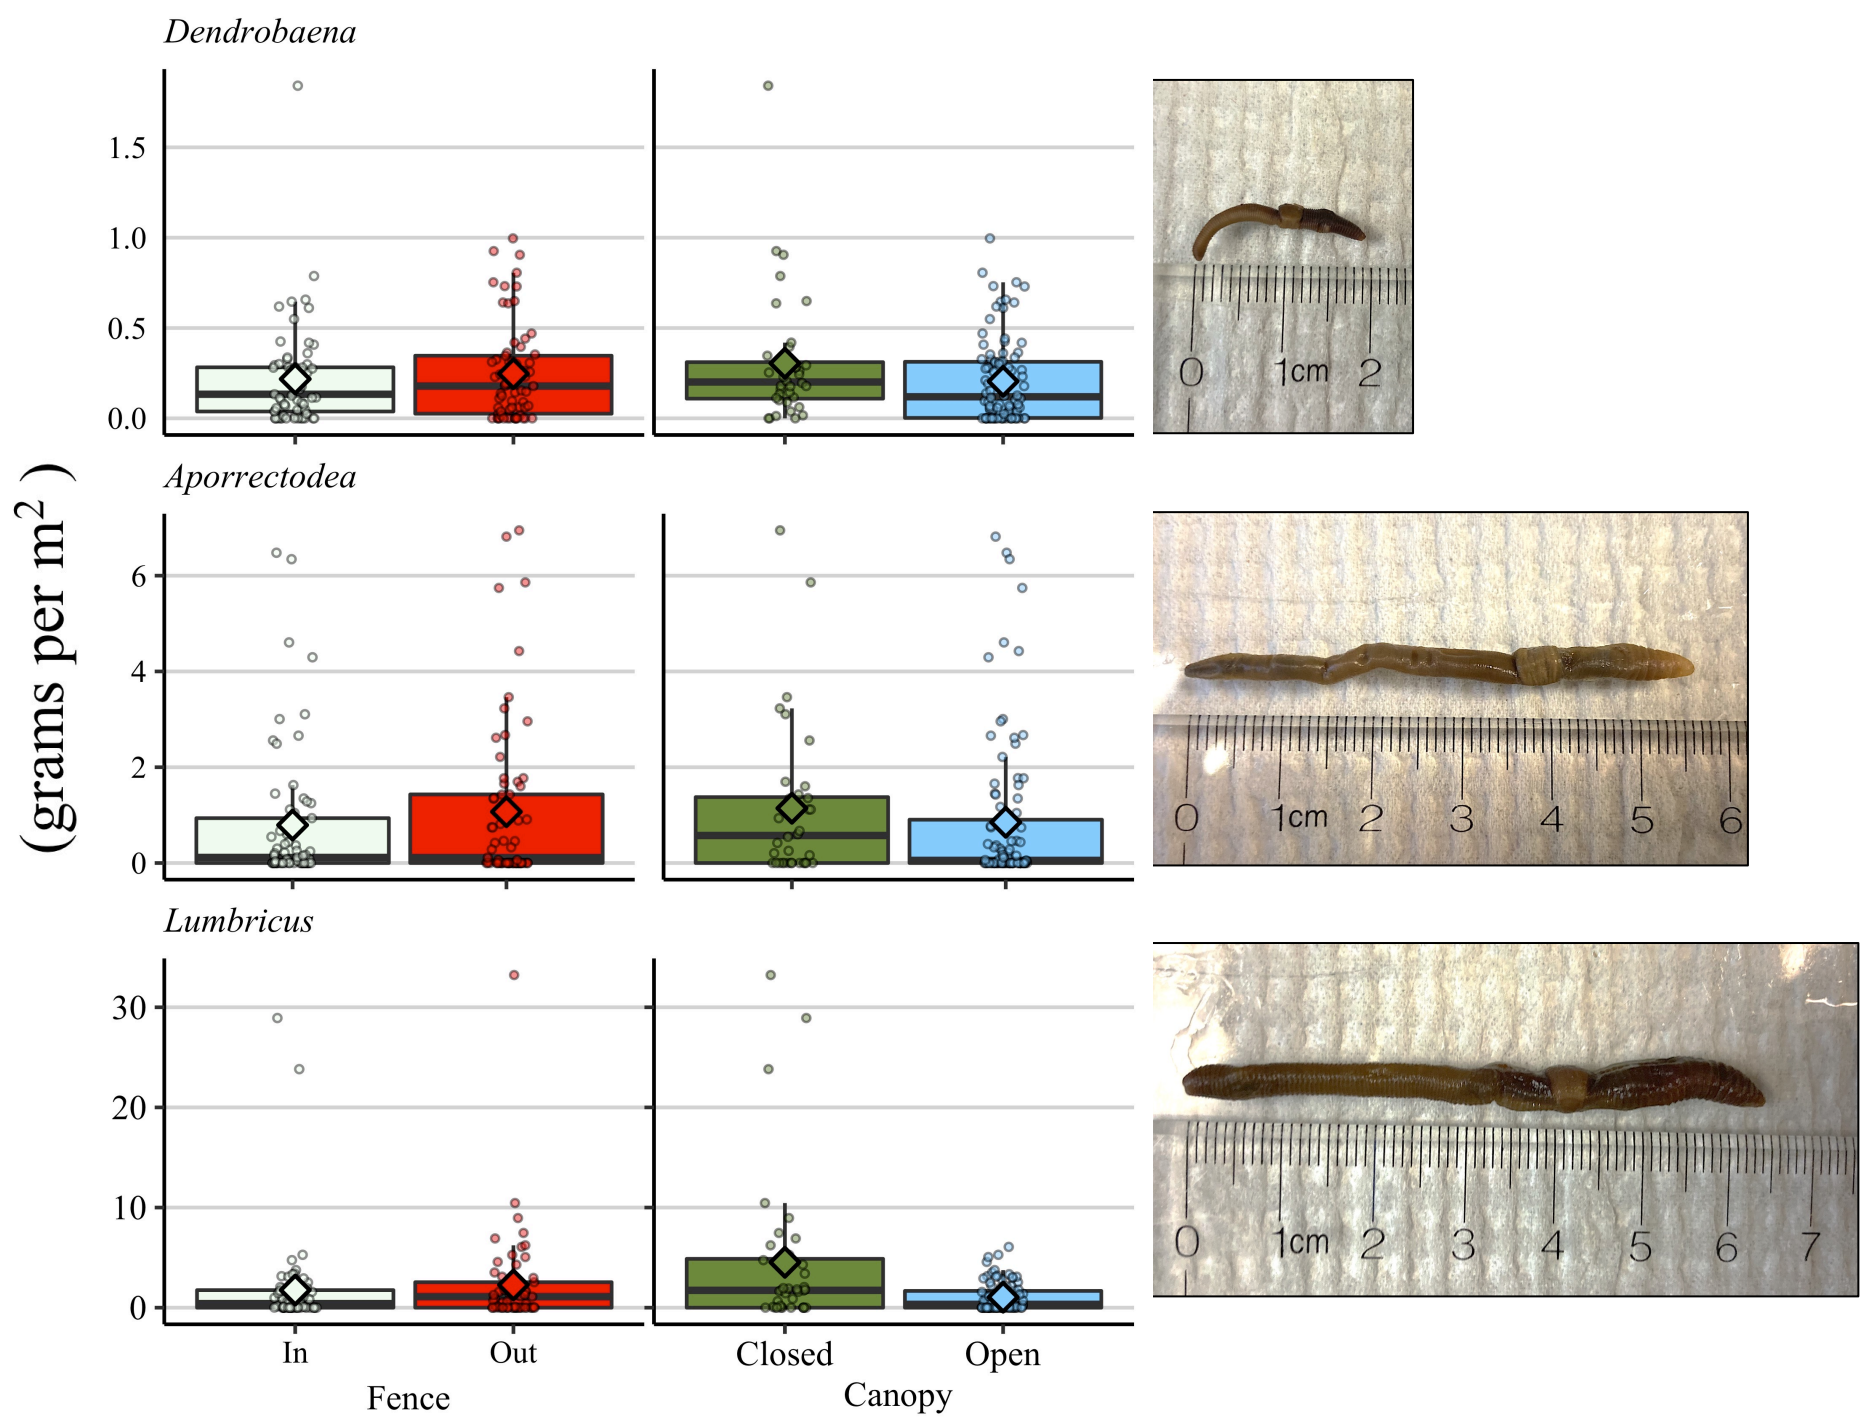 Dendrobaena
1.5
1.0
0.5
0.0
0 1cm 2
Aporrectodea
6
4
2
0
0 1cm 2 3 4 5 6
(grams per m²)
Lumbricus
30
20
10
0
0 1cm 2 3 4 5 6 7
In Out Closed Open
Fence Canopy